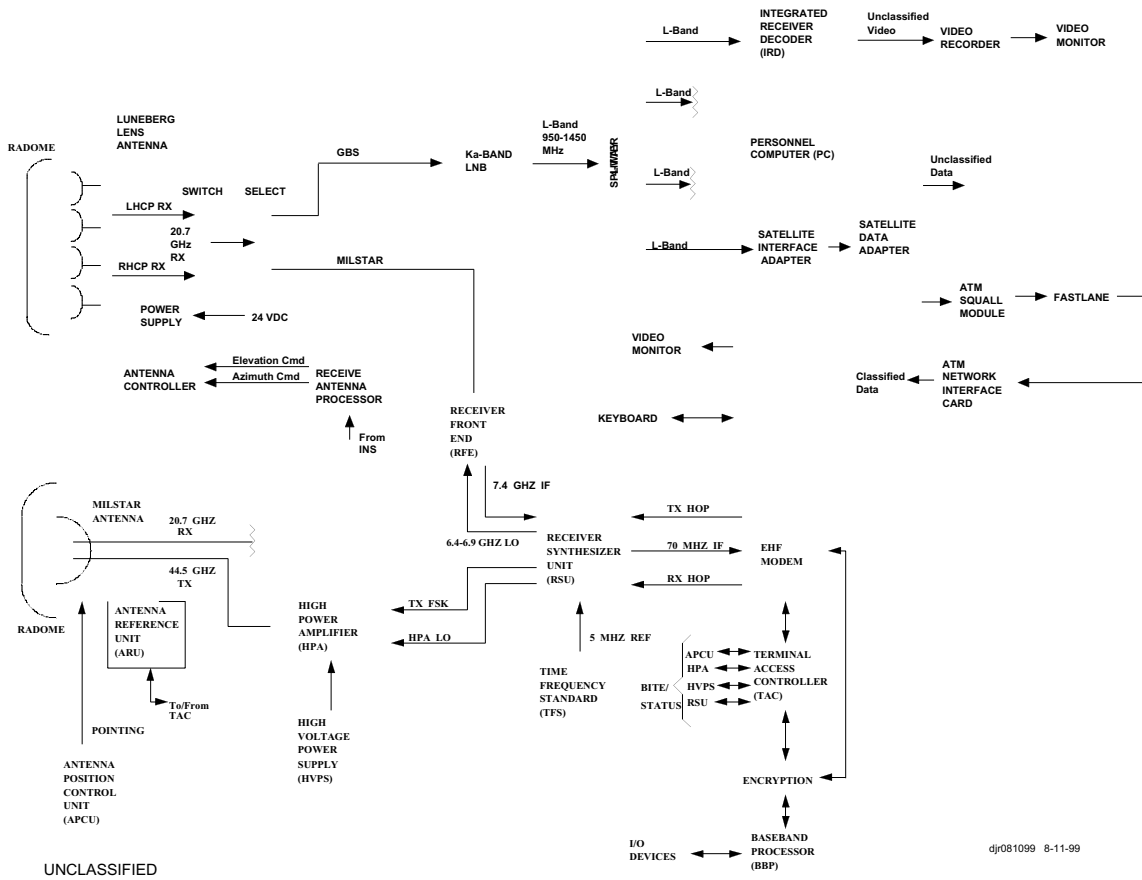 INTEGRATED
RECEIVER
DECODER
(IRD)
Unclassified
Video
L-Band
VIDEO
RECORDER
VIDEO
MONITOR
L-Band
LUNEBERG
LENS
ANTENNA
RADOME
L-Band
950-1450
MHz
GBS
Ka-BAND
LNB
PERSONNEL
COMPUTER (PC)
Unclassified
Data
L-Band
SWITCH SELECT
LHCP RX
20.7
GHz
RX
RHCP RX
L-Band
SATELLITE
INTERFACE
ADAPTER
SATELLITE
DATA
ADAPTER
MILSTAR
POWER
SUPPLY
24 VDC
ATM
SQUALL
MODULE
FASTLANE
VIDEO
MONITOR
Elevation Cmd
Azimuth Cmd
ANTENNA
CONTROLLER
RECEIVE
ANTENNA
PROCESSOR
Classified
Data
ATM
NETWORK
INTERFACE
CARD
From
INS
RECEIVER
FRONT
END
(RFE)
KEYBOARD
7.4 GHZ IF
MILSTAR
ANTENNA
20.7 GHZ
RX
6.4-6.9 GHZ LO
RECEIVER
SYNTHESIZER
UNIT
(RSU)
TX HOP
70 MHZ IF
RX HOP
EHF
MODEM
44.5 GHZ
TX
RADOME
ANTENNA
REFERENCE
UNIT
(ARU)
HIGH
POWER
AMPLIFIER
(HPA)
TX FSK
HPA LO
5 MHZ REF
TIME
FREQUENCY
STANDARD
(TFS)
BITE/
STATUS
APCU
HPA
HVPS
RSU
TERMINAL
ACCESS
CONTROLLER
(TAC)
To/From
TAC
POINTING
HIGH
VOLTAGE
POWER
SUPPLY
(HVPS)
ANTENNA
POSITION
CONTROL
UNIT
(APCU)
ENCRYPTION
I/O
DEVICES
BASEBAND
PROCESSOR
(BBP)
djr081099 8-11-99
UNCLASSIFIED